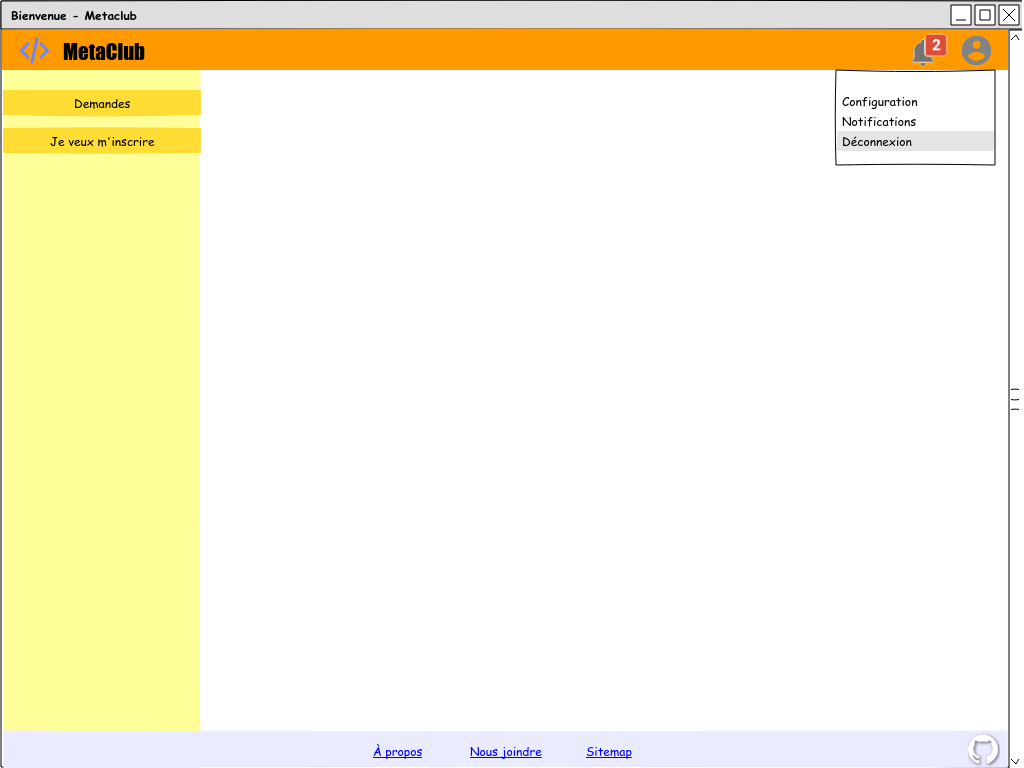 Bienvenue - Metaclub
</> MetaClub
2
Demandes
Je veux m'inscrire
Configuration
Notifications
Déconnexion
À propos
Nous joindre
Sitemap